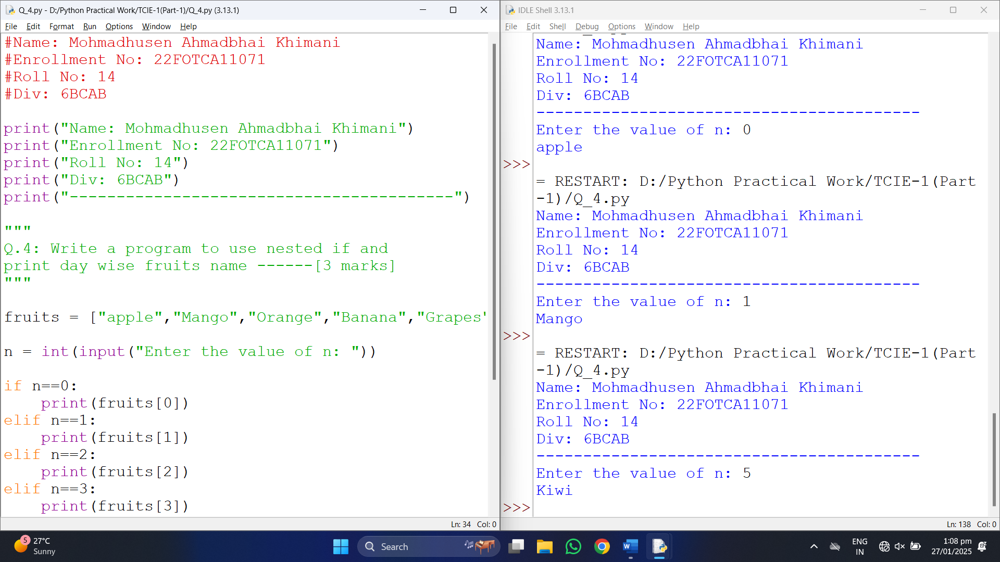 Q_4.py - D:/Python Practical Work/TCIE-1(Part-1)/Q_4.py (3.13.1)
File Edit Format Run Options Window Help
#Name: Mohmadhusen Ahmadbhai Khimani
#Enrollment No: 22FOTCA11071
#Roll No: 14
#Div: 6BCAB
print("Name: Mohmadhusen Ahmadbhai Khimani")
print("Enrollment No: 22FOTCA11071")
print("Roll No: 14")
print("Div: 6BCAB")
print("-----------------------------------------")
"""
Q.4: Write a program to use nested if and
print day wise fruits name ------[3 marks]
"""
fruits = ["apple","Mango","Orange","Banana","Grapes"
n = int(input("Enter the value of n: "))
if n==0:
    print(fruits[0])
elif n==1:
    print(fruits[1])
elif n==2:
    print(fruits[2])
elif n==3:
    print(fruits[3])
Ln: 34 Col: 0
IDLE Shell 3.13.1
File Edit Shell Debug Options Window Help
Name: Mohmadhusen Ahmadbhai Khimani
Enrollment No: 22FOTCA11071
Roll No: 14
Div: 6BCAB
-----------------------------------------
Enter the value of n: 0
apple
>>>
= RESTART: D:/Python Practical Work/TCIE-1(Part
-1)/Q_4.py
Name: Mohmadhusen Ahmadbhai Khimani
Enrollment No: 22FOTCA11071
Roll No: 14
Div: 6BCAB
-----------------------------------------
Enter the value of n: 1
Mango
>>>
= RESTART: D:/Python Practical Work/TCIE-1(Part
-1)/Q_4.py
Name: Mohmadhusen Ahmadbhai Khimani
Enrollment No: 22FOTCA11071
Roll No: 14
Div: 6BCAB
-----------------------------------------
Enter the value of n: 5
Kiwi
>>>
Ln: 138 Col: 0
5
27°C
Sunny
Search
ENG
IN
1:08 pm
27/01/2025